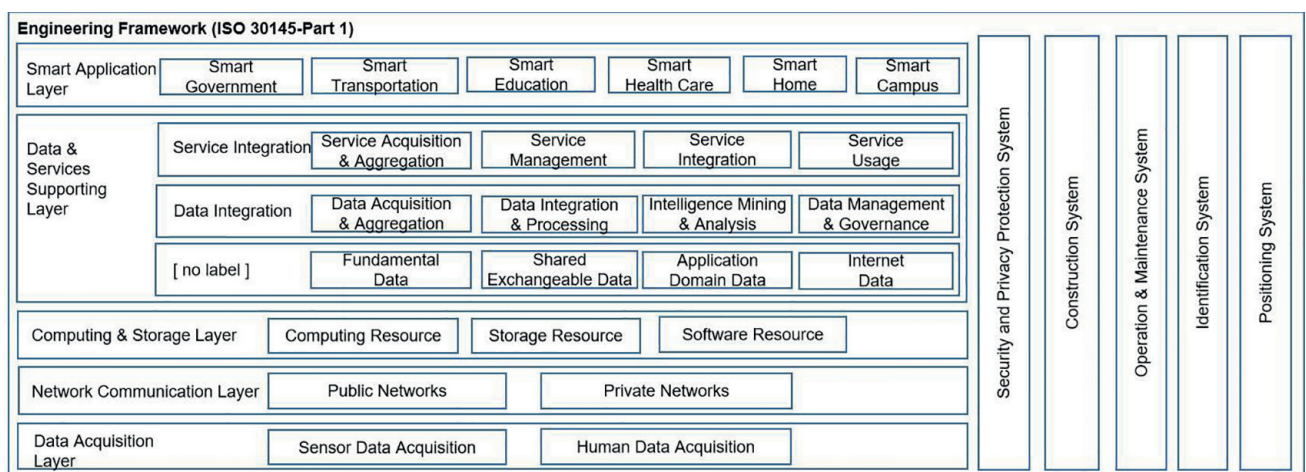 Engineering Framework (ISO 30145-Part 1)
Smart Application
Layer
Smart
Government
Smart
Transportation
Smart
Education
Smart
Health Care
Smart
Home
Smart
Campus
Data &
Services
Supporting
Layer
Service Integration
Service Acquisition
& Aggregation
Service
Management
Service
Integration
Service
Usage
Data Integration
Data Acquisition
& Aggregation
Data Integration
& Processing
Intelligence Mining
& Analysis
Data Management
& Governance
[ no label ]
Fundamental
Data
Shared
Exchangeable Data
Application
Domain Data
Internet
Data
Computing & Storage Layer
Computing Resource
Storage Resource
Software Resource
Network Communication Layer
Public Networks
Private Networks
Data Acquisition
Layer
Sensor Data Acquisition
Human Data Acquisition
Security and Privacy Protection System
Construction System
Operation & Maintenance System
Identification System
Positioning System